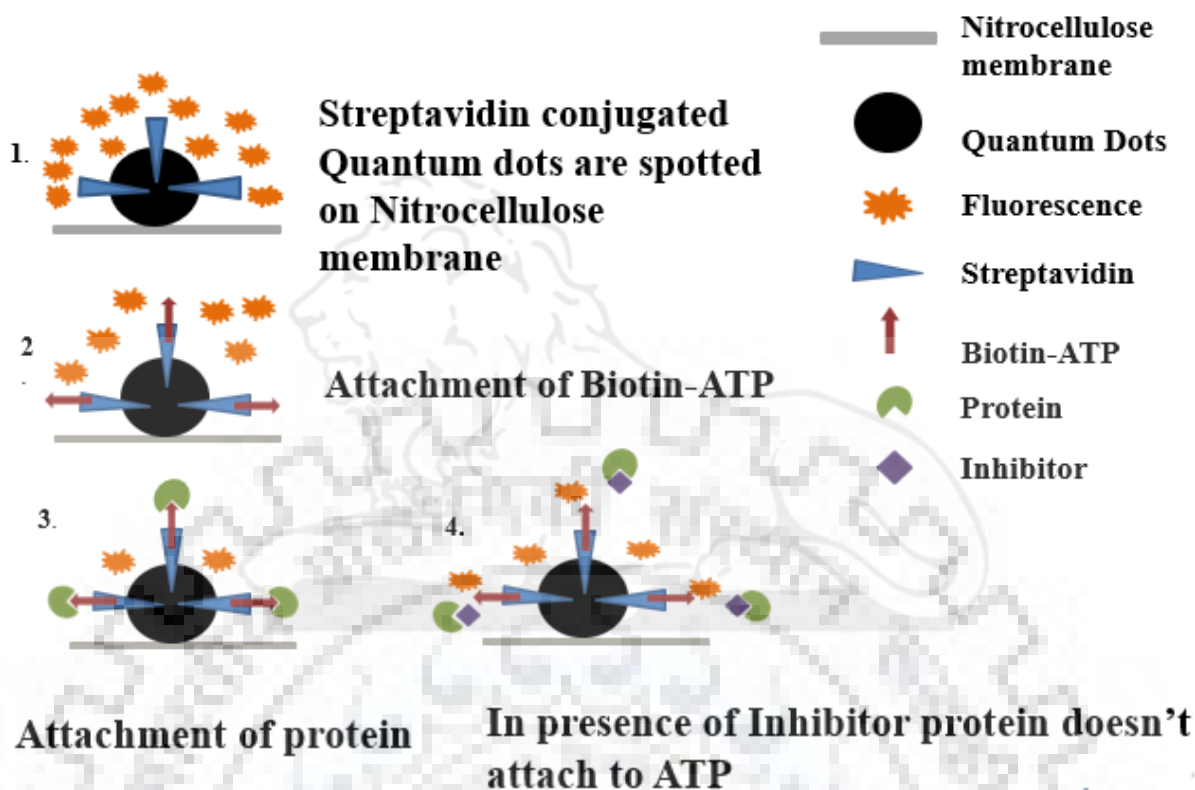 1.
Streptavidin conjugated
Quantum dots are spotted
on Nitrocellulose
membrane
2
.
Attachment of Biotin-ATP
3.
Attachment of protein
4.
In presence of Inhibitor protein doesn't
attach to ATP
Nitrocellulose
membrane
Quantum Dots
Fluorescence
Streptavidin
Biotin-ATP
Protein
Inhibitor